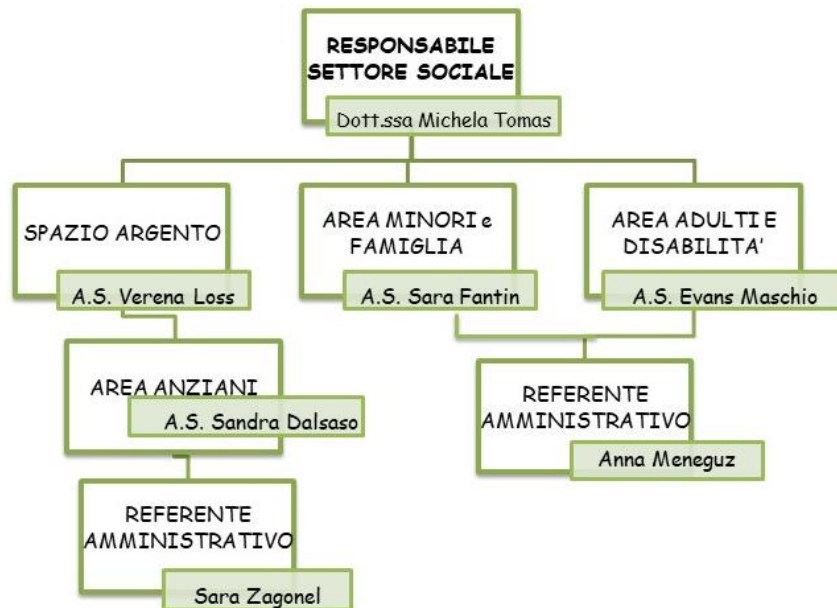 RESPONSABILE
SETTORE SOCIALE
Dott.ssa Michela Tomas
SPAZIO ARGENTO
A.S. Verena Loss
AREA MINORI e
FAMIGLIA
A.S. Sara Fantin
AREA ADULTI E
DISABILITA'
A.S. Evans Maschio
AREA ANZIANI
A.S. Sandra Dalsaso
REFERENTE
AMMINISTRATIVO
Anna Meneguz
REFERENTE
AMMINISTRATIVO
Sara Zagonel